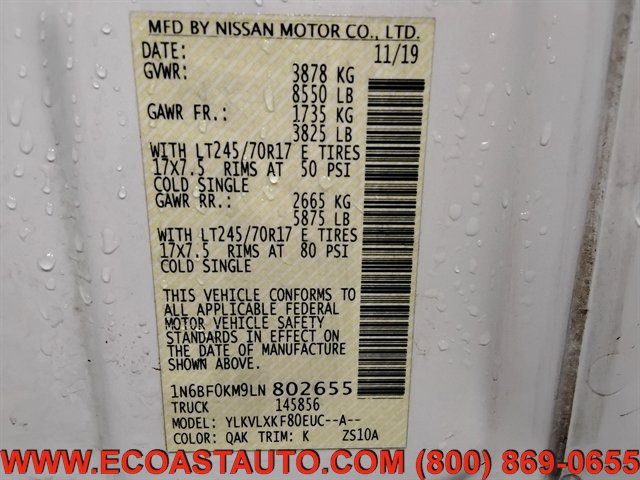 MFD BY NISSAN MOTOR CO., LTD.
DATE: 11/19
GVWR: 3878 KG
8550 LB
GAWR FR.: 1735 KG
3825 LB
WITH LT245/70R17 E TIRES
17X7.5 RIMS AT 50 PSI
COLD SINGLE
GAWR RR.: 2665 KG
5875 LB
WITH LT245/70R17 E TIRES
17X7.5 RIMS AT 80 PSI
COLD SINGLE
THIS VEHICLE CONFORMS TO
ALL APPLICABLE FEDERAL
MOTOR VEHICLE SAFETY
STANDARDS IN EFFECT ON
THE DATE OF MANUFACTURE
SHOWN ABOVE.
1N6BF0KM9LN 802655
TRUCK 145856
MODEL: YLKVLXKF80EUC--A--
COLOR: QAK TRIM: K ZS10A
WWW.ECOASTAUTO.COM (800) 869-0655